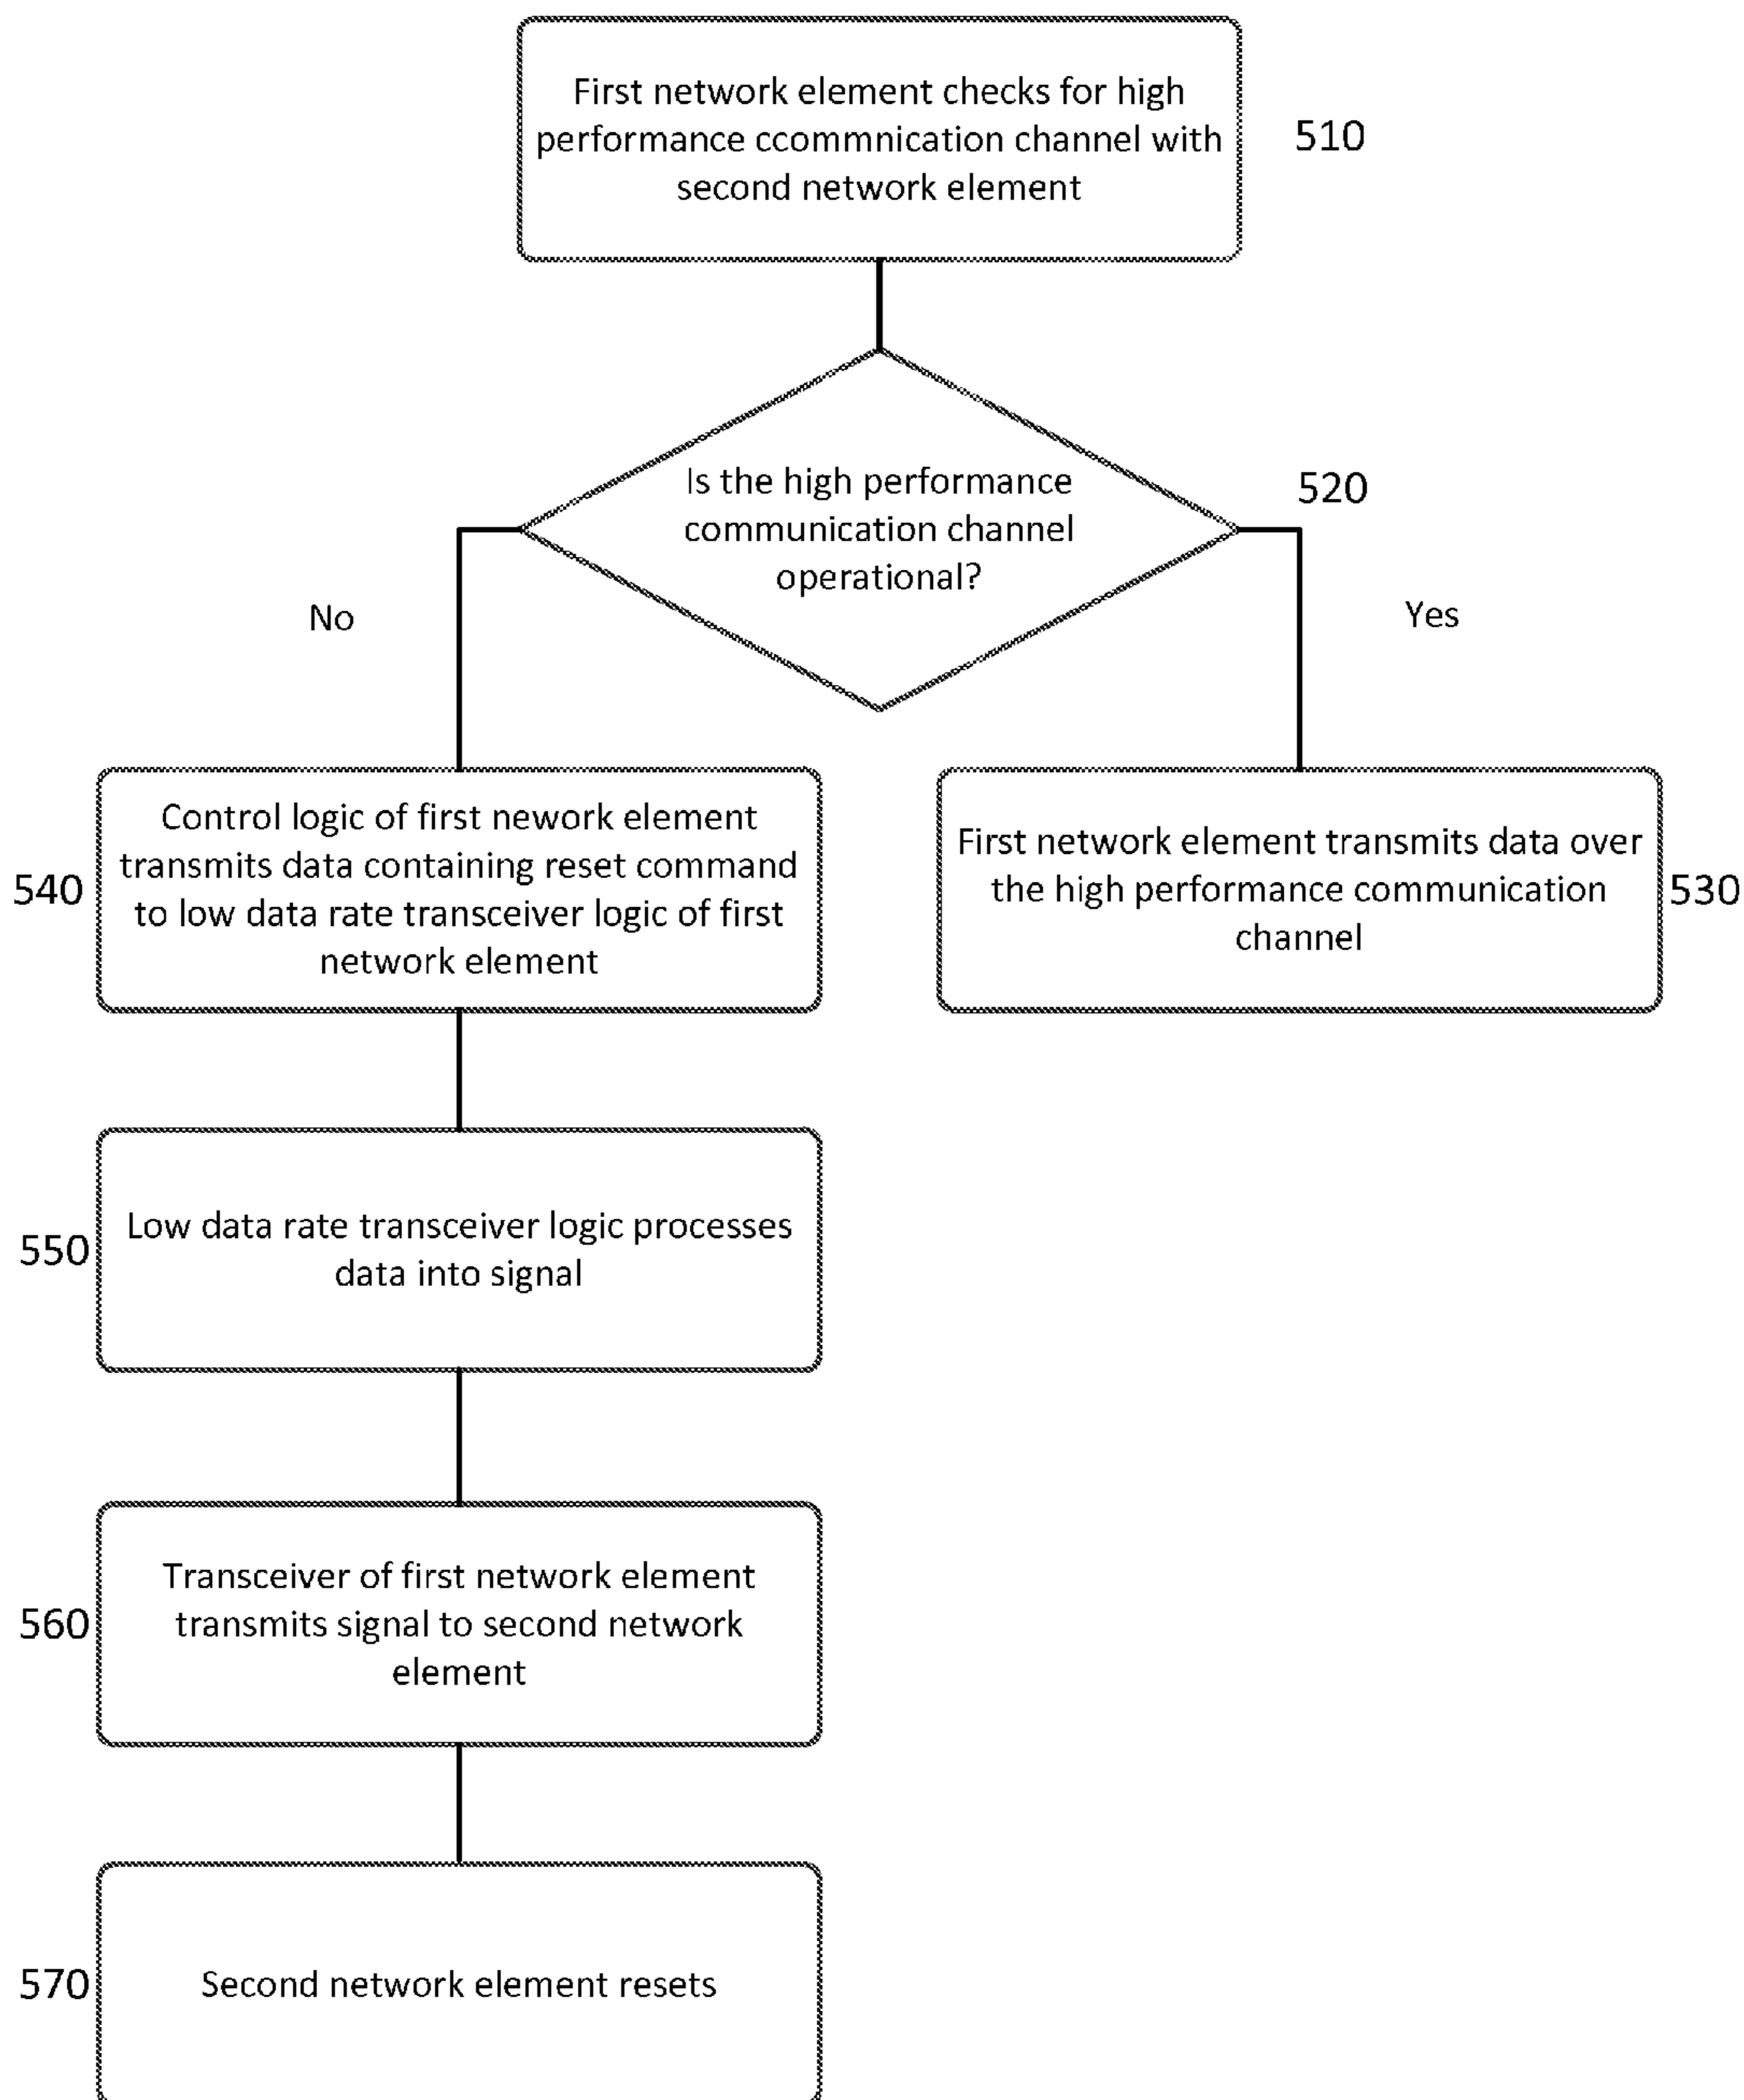 First network element checks for high
performance ccommnication channel with
second network element
510
Is the high performance
communication channel
operational?
520
No
Yes
Control logic of first nework element
transmits data containing reset command
to low data rate transceiver logic of first
network element
540
First network element transmits data over
the high performance communication
channel
530
Low data rate transceiver logic processes
data into signal
550
Transceiver of first network element
transmits signal to second network
element
560
Second network element resets
570